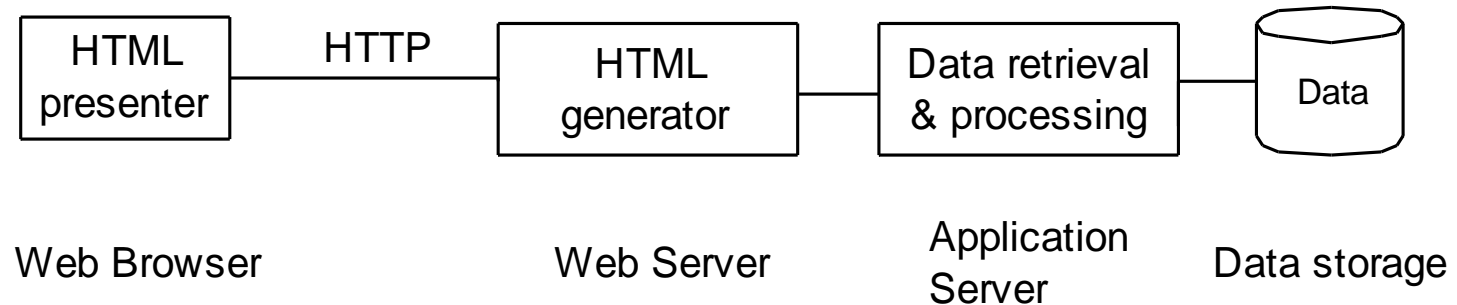 HTML
presenter
HTTP
HTML
generator
Data retrieval
& processing
Data
Web Browser
Web Server
Application
Server
Data storage